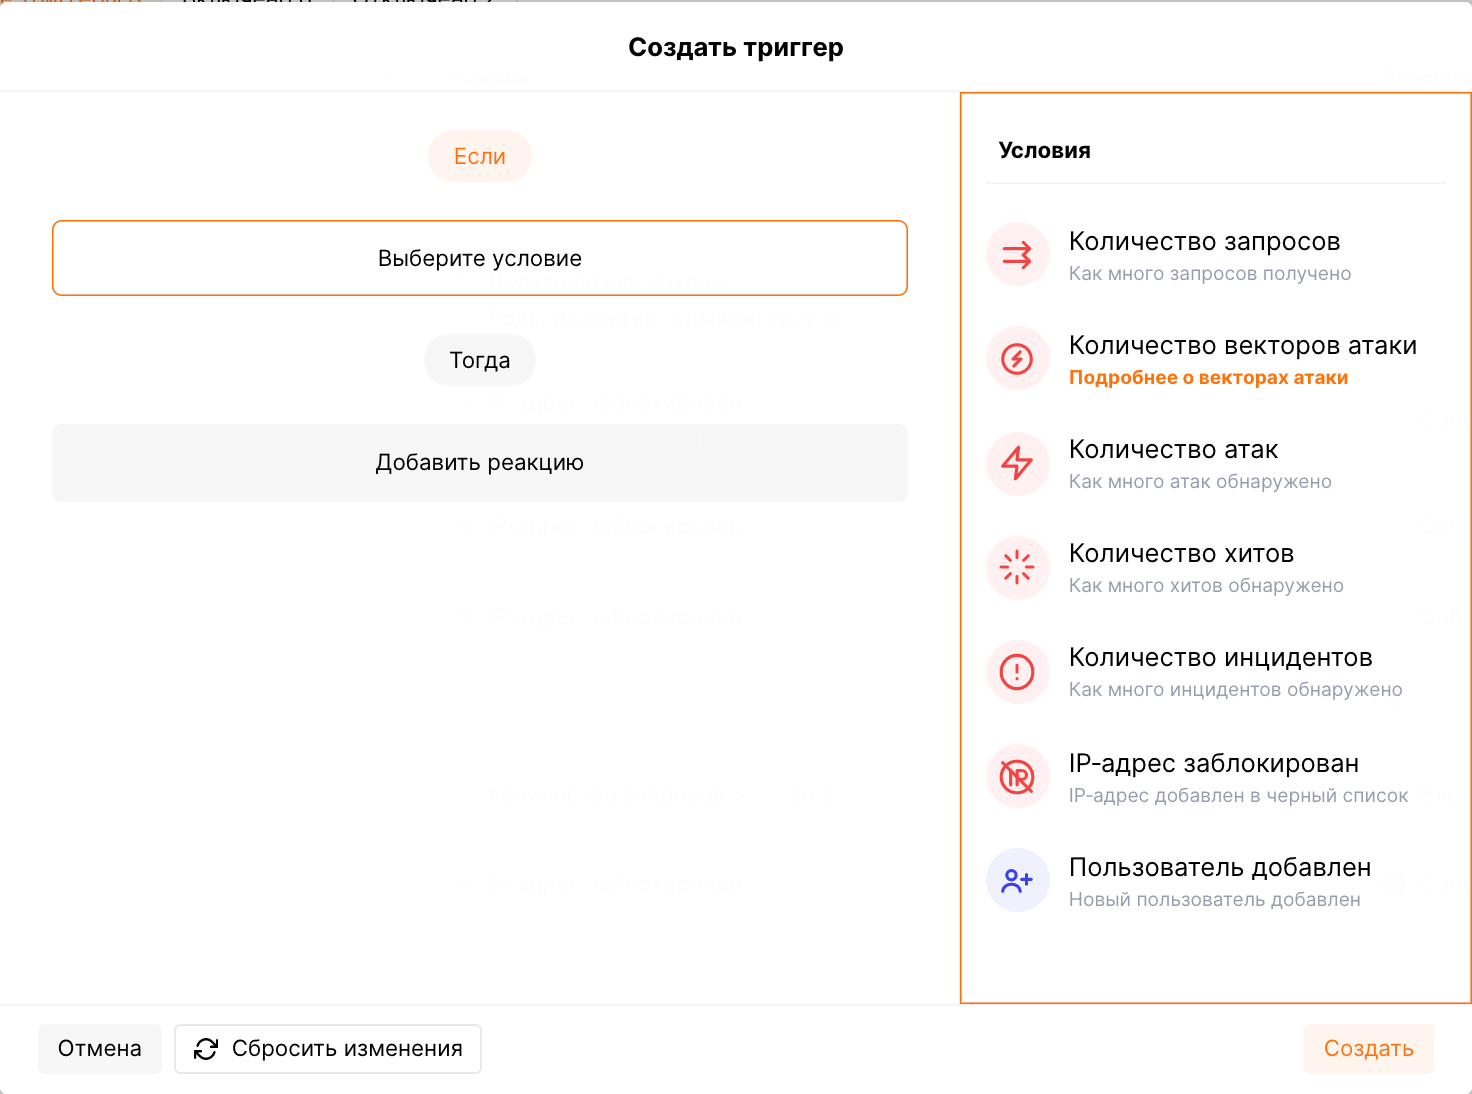 Создать триггер
Если
Выберите условие
Тогда
Добавить реакцию
Условия
Количество запросов
Как много запросов получено
Количество векторов атаки
Подробнее о векторах атаки
Количество атак
Как много атак обнаружено
Количество хитов
Как много хитов обнаружено
Количество инцидентов
Как много инцидентов обнаружено
IP-адрес заблокирован
IP-адрес добавлен в черный список
Пользователь добавлен
Новый пользователь добавлен
Отмена
Сбросить изменения
Создать